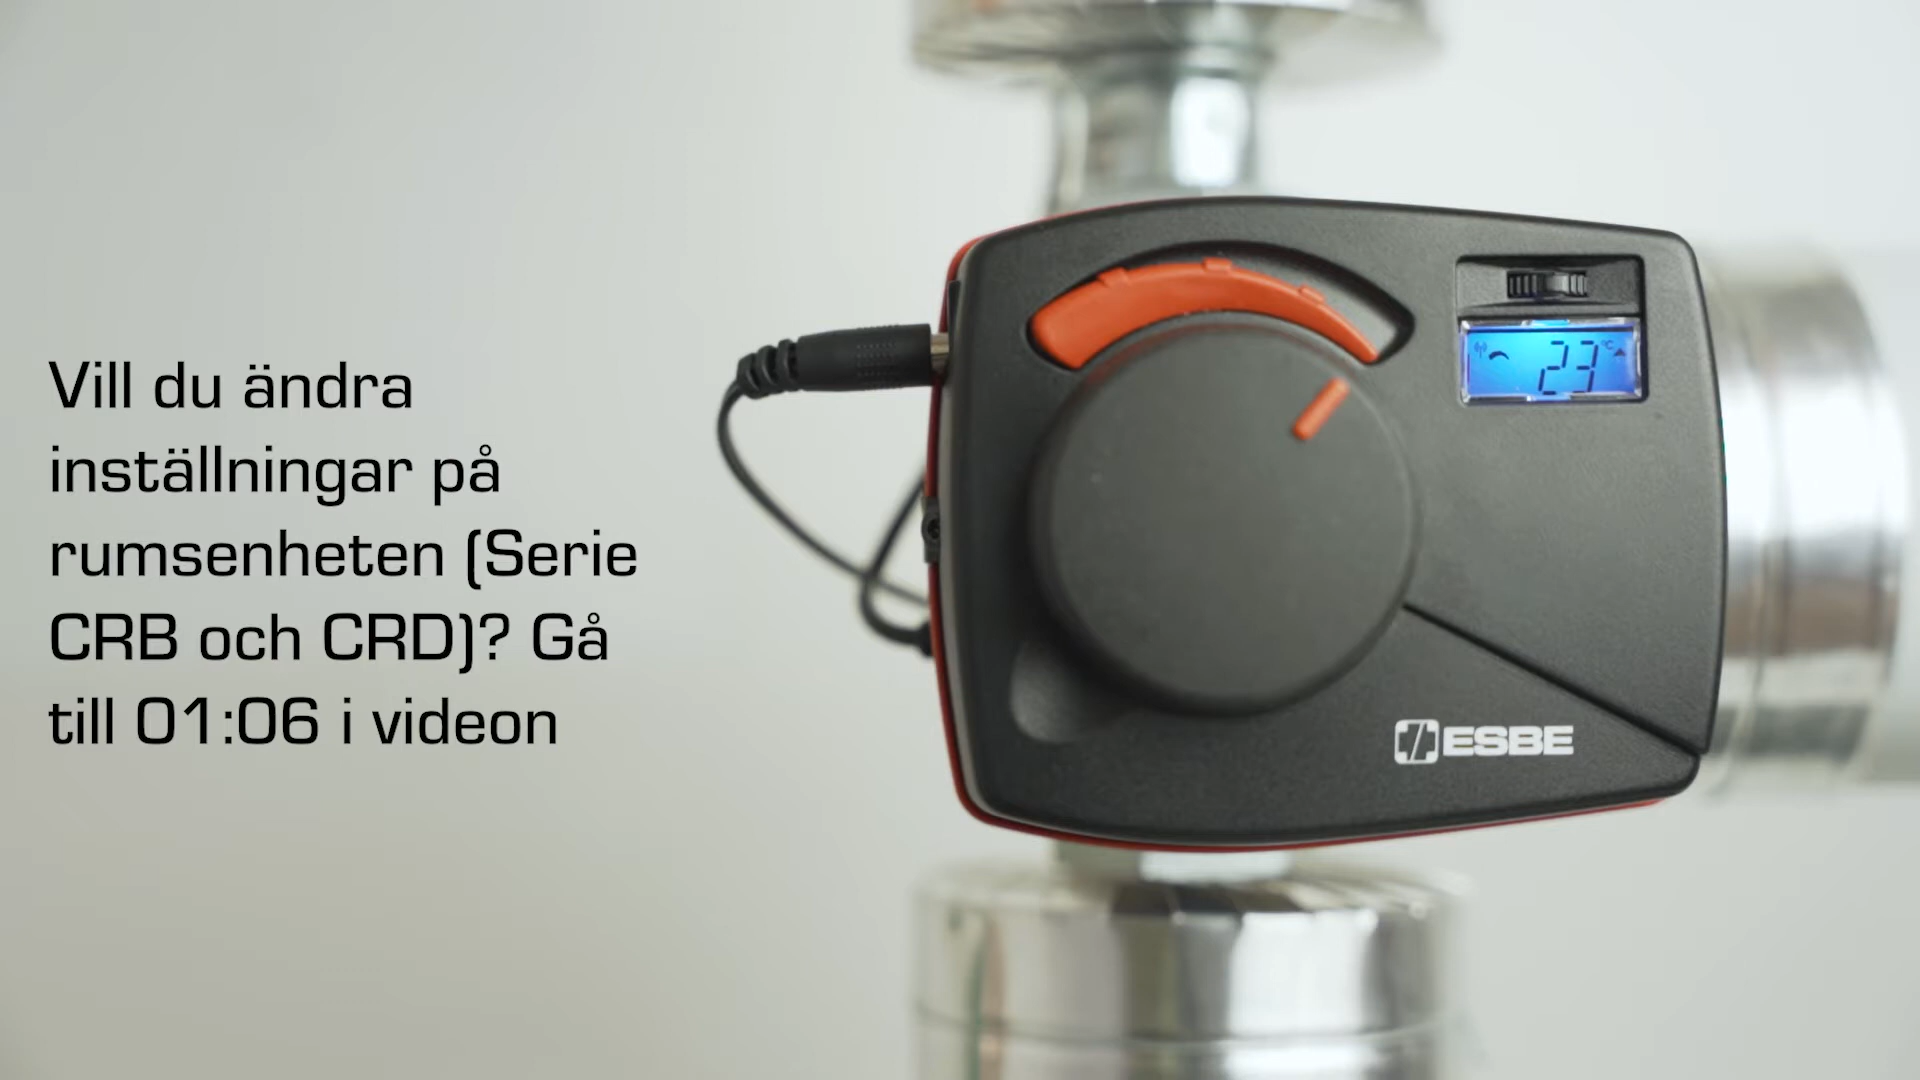 Vill du ändra
inställningar på
rumsenheten (Serie
CRB och CRD)? Gå
till 01:06 i videon
23 °C
ESBE